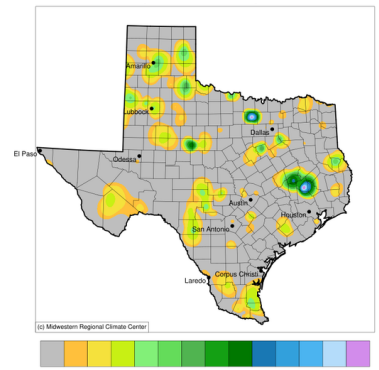 Amarillo
Lubbock
Dallas
El Paso
Odessa
Austin
Houston
San Antonio
Corpus Christi
Laredo
(c) Midwestern Regional Climate Center